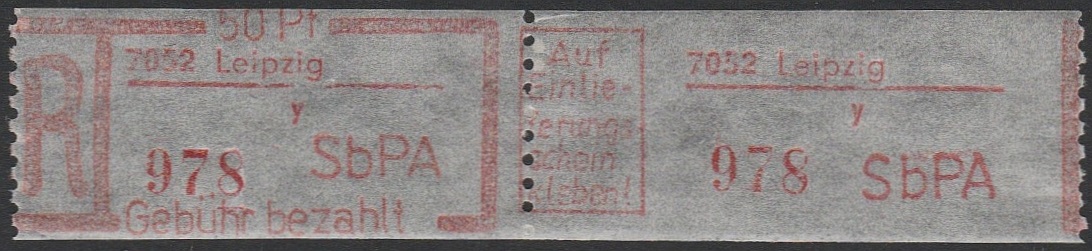 50 Pf
R
7052 Leipzig
y
978 SbPA
Gebühr bezahlt
Auf
Einlie-
ferungs-
schein
kleben!
7052 Leipzig
y
978 SbPA